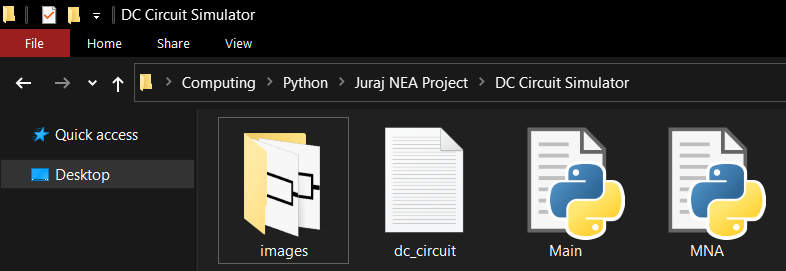 DC Circuit Simulator
File Home Share View
Computing Python Juraj NEA Project DC Circuit Simulator
Quick access
Desktop
images dc_circuit Main MNA